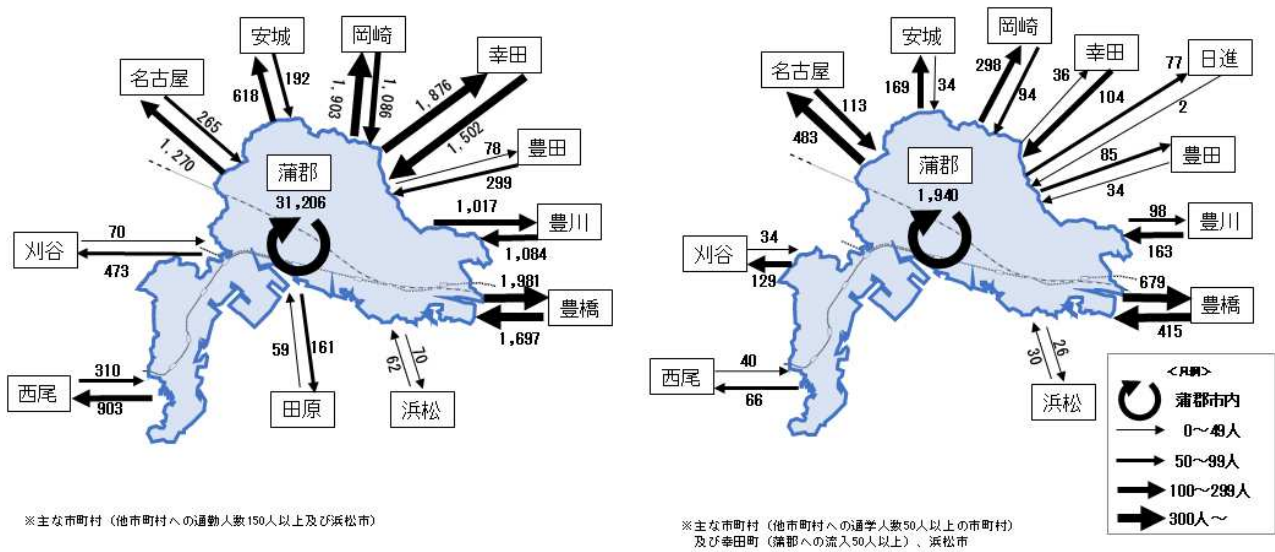 安城
岡崎
幸田
名古屋
192
618
1,903
1,086
1,876
1,502
265
1,270
蒲郡
31,206
78
豊田
299
1,017
豊川
1,084
70
刈谷
473
1,981
豊橋
1,697
59
161
70
62
310
西尾
903
田原
浜松
※主な市町村(他市町村への通勤人数150人以上及び浜松市)
安城
岡崎
幸田
日進
名古屋
169
34
298
94
36
104
77
2
113
483
蒲郡
1,940
85
豊田
34
98
豊川
163
34
刈谷
129
679
豊橋
415
40
西尾
66
26
30
浜松
<凡例>
蒲郡市内
0~49人
50~99人
100~299人
300人~
※主な市町村(他市町村への通学人数50人以上の市町村)
及び幸田町(蒲郡への流入50人以上)、浜松市